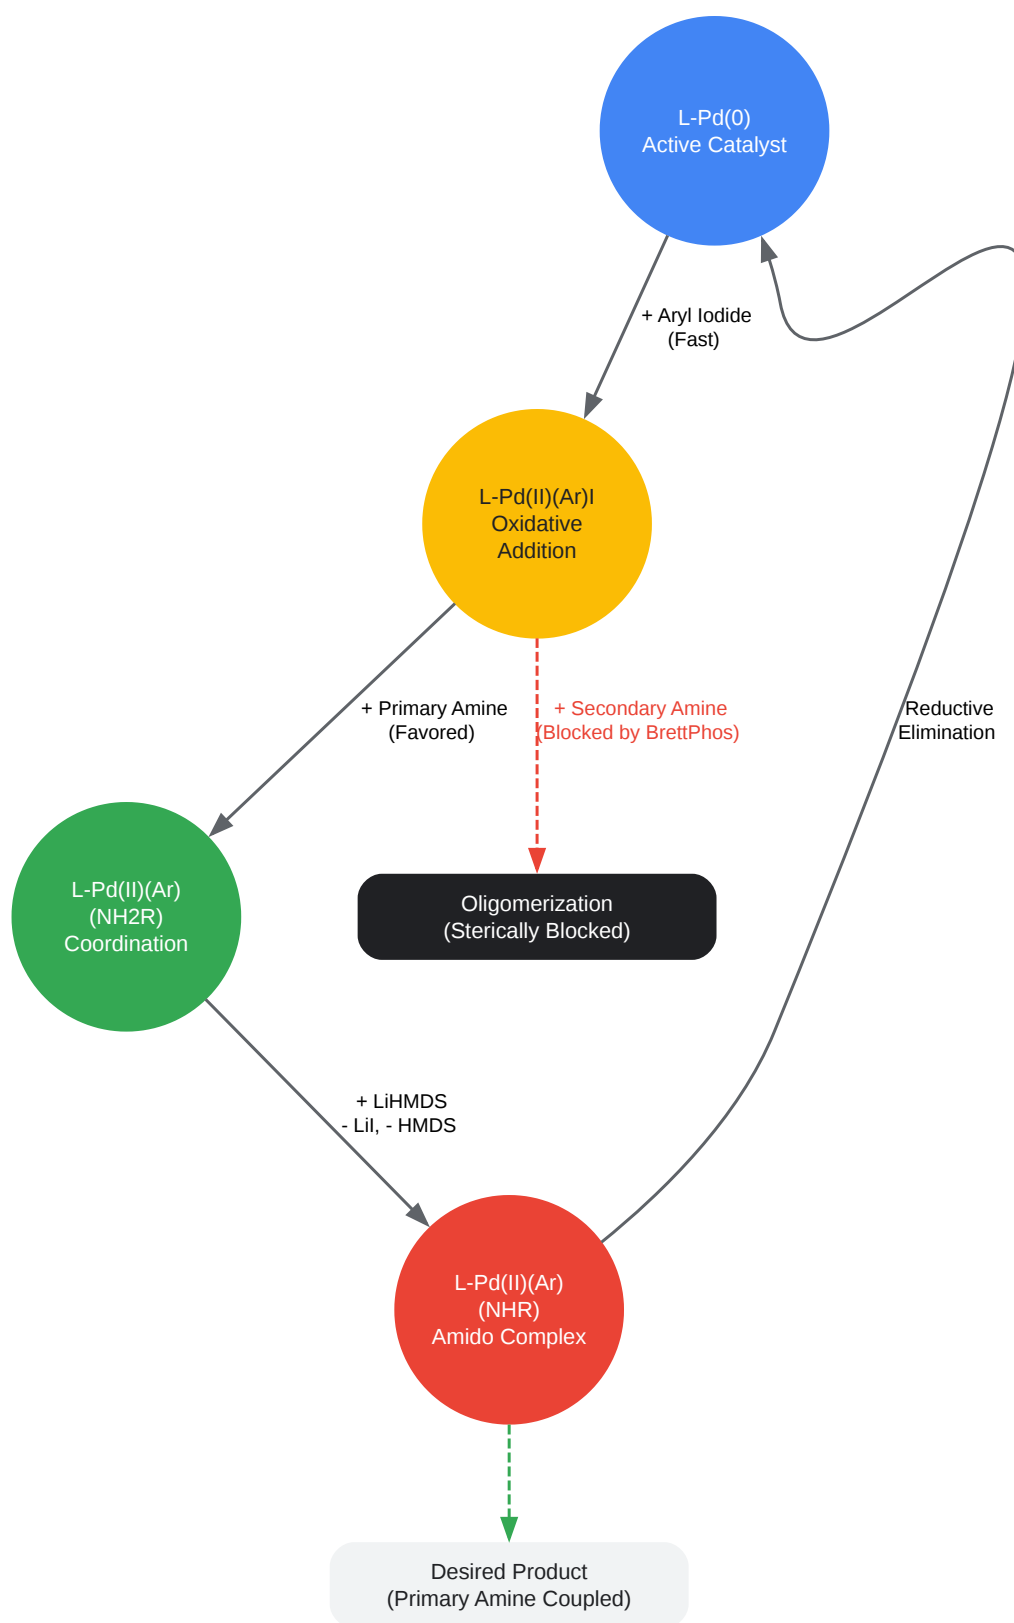 L-Pd(0)
Active Catalyst
+ Aryl Iodide
(Fast)
L-Pd(II)(Ar)I
Oxidative
Addition
+ Primary Amine
(Favored)
+ Secondary Amine
(Blocked by BrettPhos)
Reductive
Elimination
L-Pd(II)(Ar)
(NH2R)
Coordination
Oligomerization
(Sterically Blocked)
+ LiHMDS
- LiI, - HMDS
L-Pd(II)(Ar)
(NHR)
Amido Complex
Desired Product
(Primary Amine Coupled)